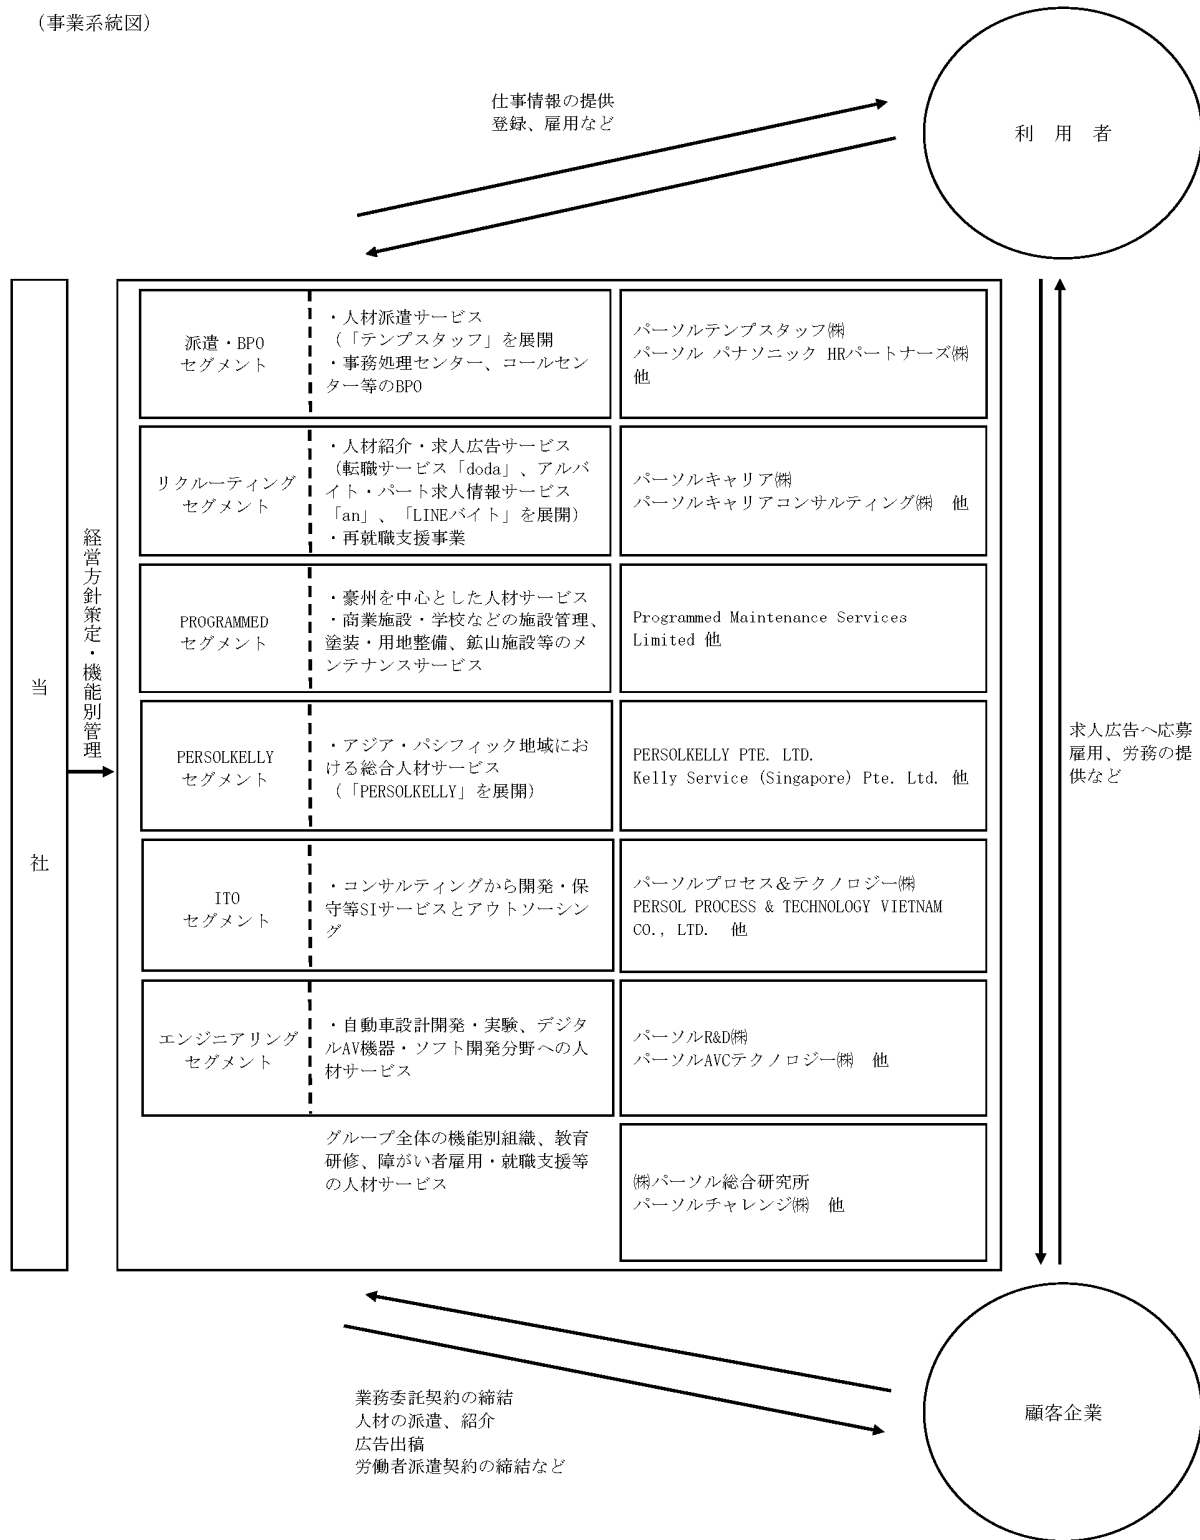 （事業系統図）
仕事情報の提供
登録、雇用など
利　用　者
当
社
経営方針策定・機能別管理
派遣・BPO
セグメント
・人材派遣サービス
（「テンプスタッフ」を展開
・事務処理センター、コールセン
ター等のBPO
パーソルテンプスタッフ㈱
パーソル パナソニック HRパートナーズ㈱
他
リクルーティング
セグメント
・人材紹介・求人広告サービス
（転職サービス「doda」、アルバ
イト・パート求人情報サービス
「an」、「LINEバイト」を展開）
・再就職支援事業
パーソルキャリア㈱
パーソルキャリアコンサルティング㈱　他
PROGRAMMED
セグメント
・豪州を中心とした人材サービス
・商業施設・学校などの施設管理、
塗装・用地整備、鉱山施設等のメ
ンテナンスサービス
Programmed Maintenance Services
Limited 他
PERSOLKELLY
セグメント
・アジア・パシフィック地域にお
ける総合人材サービス
（「PERSOLKELLY」を展開）
PERSOLKELLY PTE. LTD.
Kelly Service (Singapore) Pte. Ltd. 他
ITO
セグメント
・コンサルティングから開発・保
守等SIサービスとアウトソーシン
グ
パーソルプロセス＆テクノロジー㈱
PERSOL PROCESS & TECHNOLOGY VIETNAM
CO., LTD.　他
エンジニアリング
セグメント
・自動車設計開発・実験、デジタ
ルAV機器・ソフト開発分野への人
材サービス
パーソルR&D㈱
パーソルAVCテクノロジー㈱　他
グループ全体の機能別組織、教育
研修、障がい者雇用・就職支援等
の人材サービス
㈱パーソル総合研究所
パーソルチャレンジ㈱　他
求人広告へ応募
雇用、労務の提
供など
業務委託契約の締結
人材の派遣、紹介
広告出稿
労働者派遣契約の締結など
顧客企業